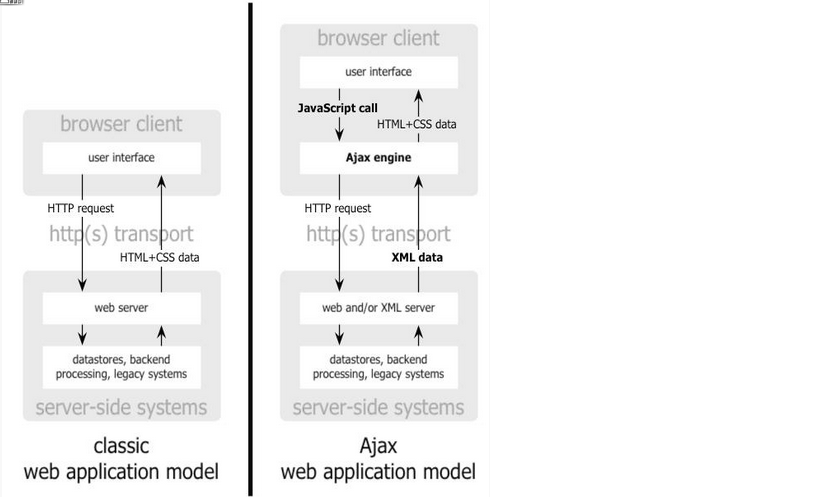 browser client
user interface
HTTP request
http(s) transport
HTML+CSS data
web server
datastores, backend
processing, legacy systems
server-side systems
classic
web application model
browser client
user interface
JavaScript call
HTML+CSS data
Ajax engine
HTTP request
http(s) transport
XML data
web and/or XML server
datastores, backend
processing, legacy systems
server-side systems
Ajax
web application model